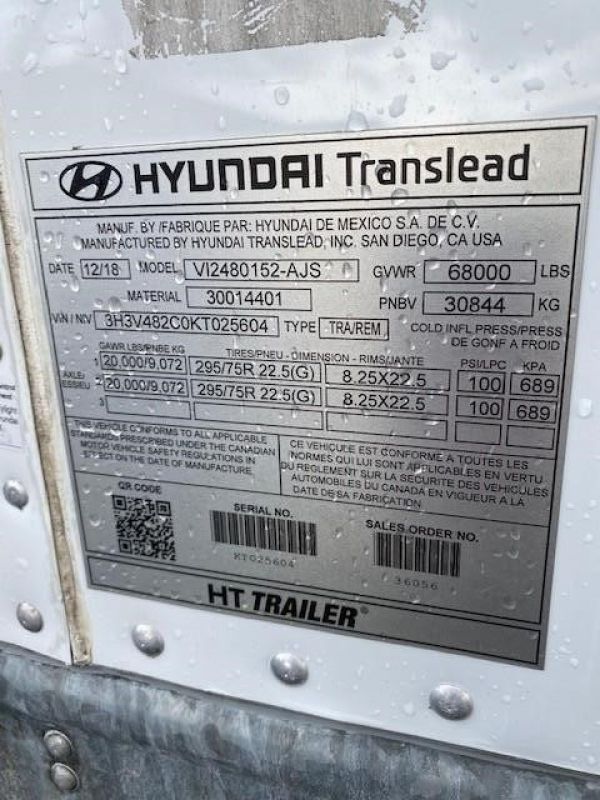 HYUNDAI Translead
MANUF. BY /FABRIQUE PAR: HYUNDAI DE MEXICO S.A. DE C.V.
MANUFACTURED BY HYUNDAI TRANSLEAD, INC. SAN DIEGO, CA USA
DATE 12/18 MODEL VI2480152-AJS GVWR 68000 LBS
MATERIAL 30014401 PNBV 30844 KG
VIN / NIV 3H3V482C0KT025604 TYPE TRA/REM COLD INFL PRESS/PRESS
DE GONF A FROID
GAWR LBS/PNBE KG TIRES/PNEU - DIMENSION - RIMS/JANTE PSI/LPC KPA
1 20,000/9,072 295/75R 22.5(G) 8.25X22.5 100 689
AXLE/
ESSIEU 2 20,000/9,072 295/75R 22.5(G) 8.25X22.5 100 689
3
THIS VEHICLE CONFORMS TO ALL APPLICABLE
STANDARDS PRESCRIBED UNDER THE CANADIAN
MOTOR VEHICLE SAFETY REGULATIONS IN
EFFECT ON THE DATE OF MANUFACTURE.
CE VEHICULE EST CONFORME A TOUTES LES
NORMES QUI LUI SONT APPLICABLES EN VERTU
DU REGLEMENT SUR LA SECURITE DES VEHICULES
AUTOMOBILES DU CANADA EN VIGUEUR A LA
DATE DE SA FABRICATION
QR CODE
SERIAL NO.
KT025604
SALES ORDER NO.
36056
HT TRAILER®